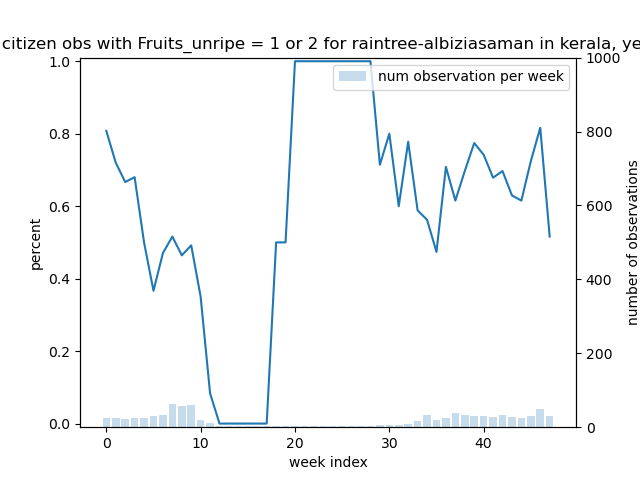 citizen obs with Fruits_unripe = 1 or 2 for raintree-albiziasaman in kerala, ye
num observation per week
percent
number of observations
1.0
0.8
0.6
0.4
0.2
0.0
1000
800
600
400
200
0
0 10 20 30 40
week index